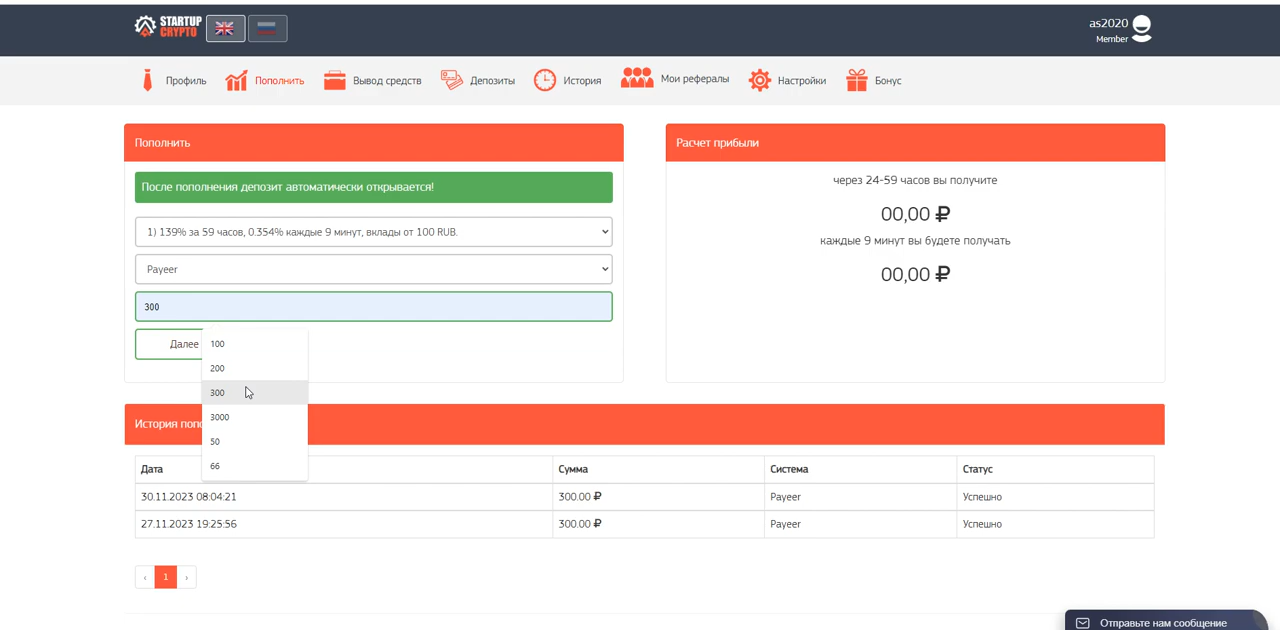 STARTUP
CRYPTO
as2020
Member
Профиль
Пополнить
Вывод средств
Депозиты
История
Мои рефералы
Настройки
Бонус
Пополнить
После пополнения депозит автоматически открывается!
1) 139% за 59 часов, 0.354% каждые 9 минут, вклады от 100 RUB.
Payeer
300
Далее
100
200
300
3000
50
66
Расчет прибыли
через 24-59 часов вы получите
00,00 ₽
каждые 9 минут вы будете получать
00,00 ₽
История поп
Дата Сумма Система Статус
30.11.2023 08:04:21 300.00 ₽ Payeer Успешно
27.11.2023 19:25:56 300.00 ₽ Payeer Успешно
‹ 1 ›
Отправьте нам сообщение